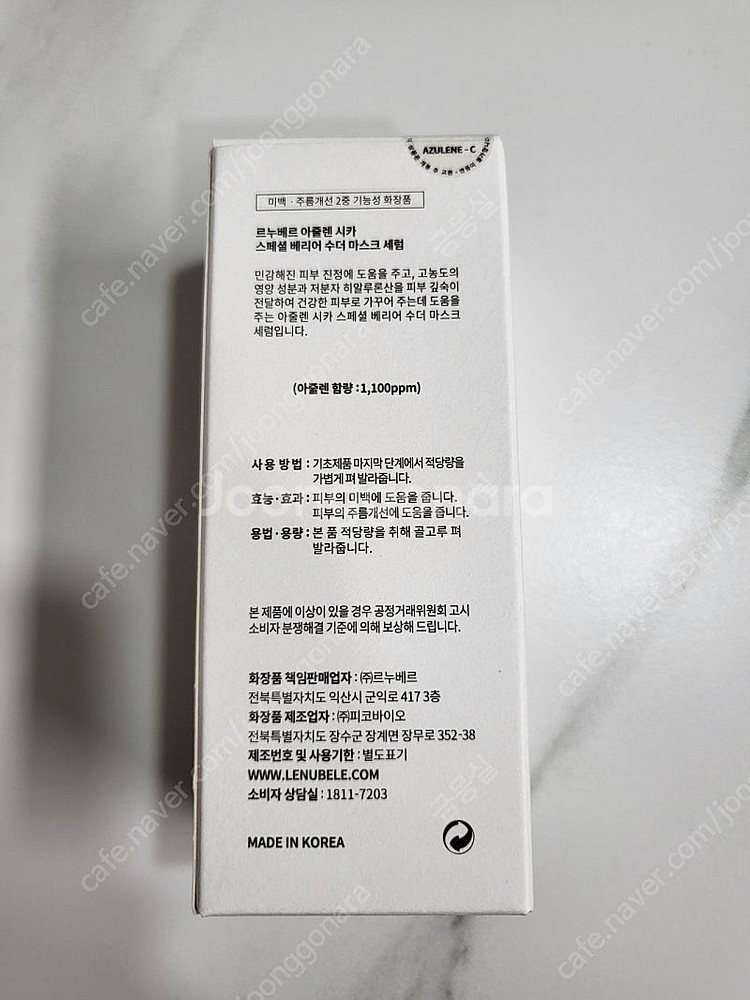 AZULENE - C
미백 · 주름개선 2중 기능성 화장품
르누베르 아줄렌 시카
스페셜 베리어 수더 마스크 세럼
민감해진 피부 진정에 도움을 주고, 고농도의
영양 성분과 저분자 히알루론산을 피부 깊숙이
전달하여 건강한 피부로 가꾸어 주는데 도움을
주는 아줄렌 시카 스페셜 베리어 수더 마스크
세럼입니다.
(아줄렌 함량 : 1,100ppm)
사용 방법 : 기초제품 마지막 단계에서 적당량을
가볍게 펴 발라줍니다.
효능·효과 : 피부의 미백에 도움을 줍니다.
피부의 주름개선에 도움을 줍니다.
용법·용량 : 본 품 적당량을 취해 골고루 펴
발라줍니다.
본 제품에 이상이 있을 경우 공정거래위원회 고시
소비자 분쟁해결 기준에 의해 보상해 드립니다.
화장품 책임판매업자 : ㈜르누베르
전북특별자치도 익산시 군익로 417 3층
화장품 제조업자 : ㈜피코바이오
전북특별자치도 장수군 장계면 장무로 352-38
제조번호 및 사용기한 : 별도표기
WWW.LENUBELE.COM
소비자 상담실 : 1811-7203
MADE IN KOREA
Joonggonara
cafe.naver.com/joonggonara